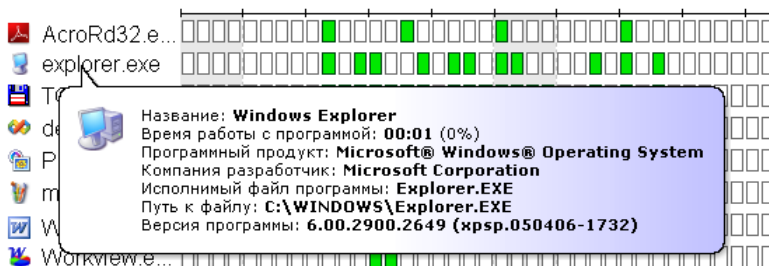 AcroRd32.e...
explorer.exe
Название: Windows Explorer
Время работы с программой: 00:01 (0%)
Программный продукт: Microsoft® Windows® Operating System
Компания разработчик: Microsoft Corporation
Исполнимый файл программы: Explorer.EXE
Путь к файлу: C:\WINDOWS\Explorer.EXE
Версия программы: 6.00.2900.2649 (xpsp.050406-1732)
Workview.e...